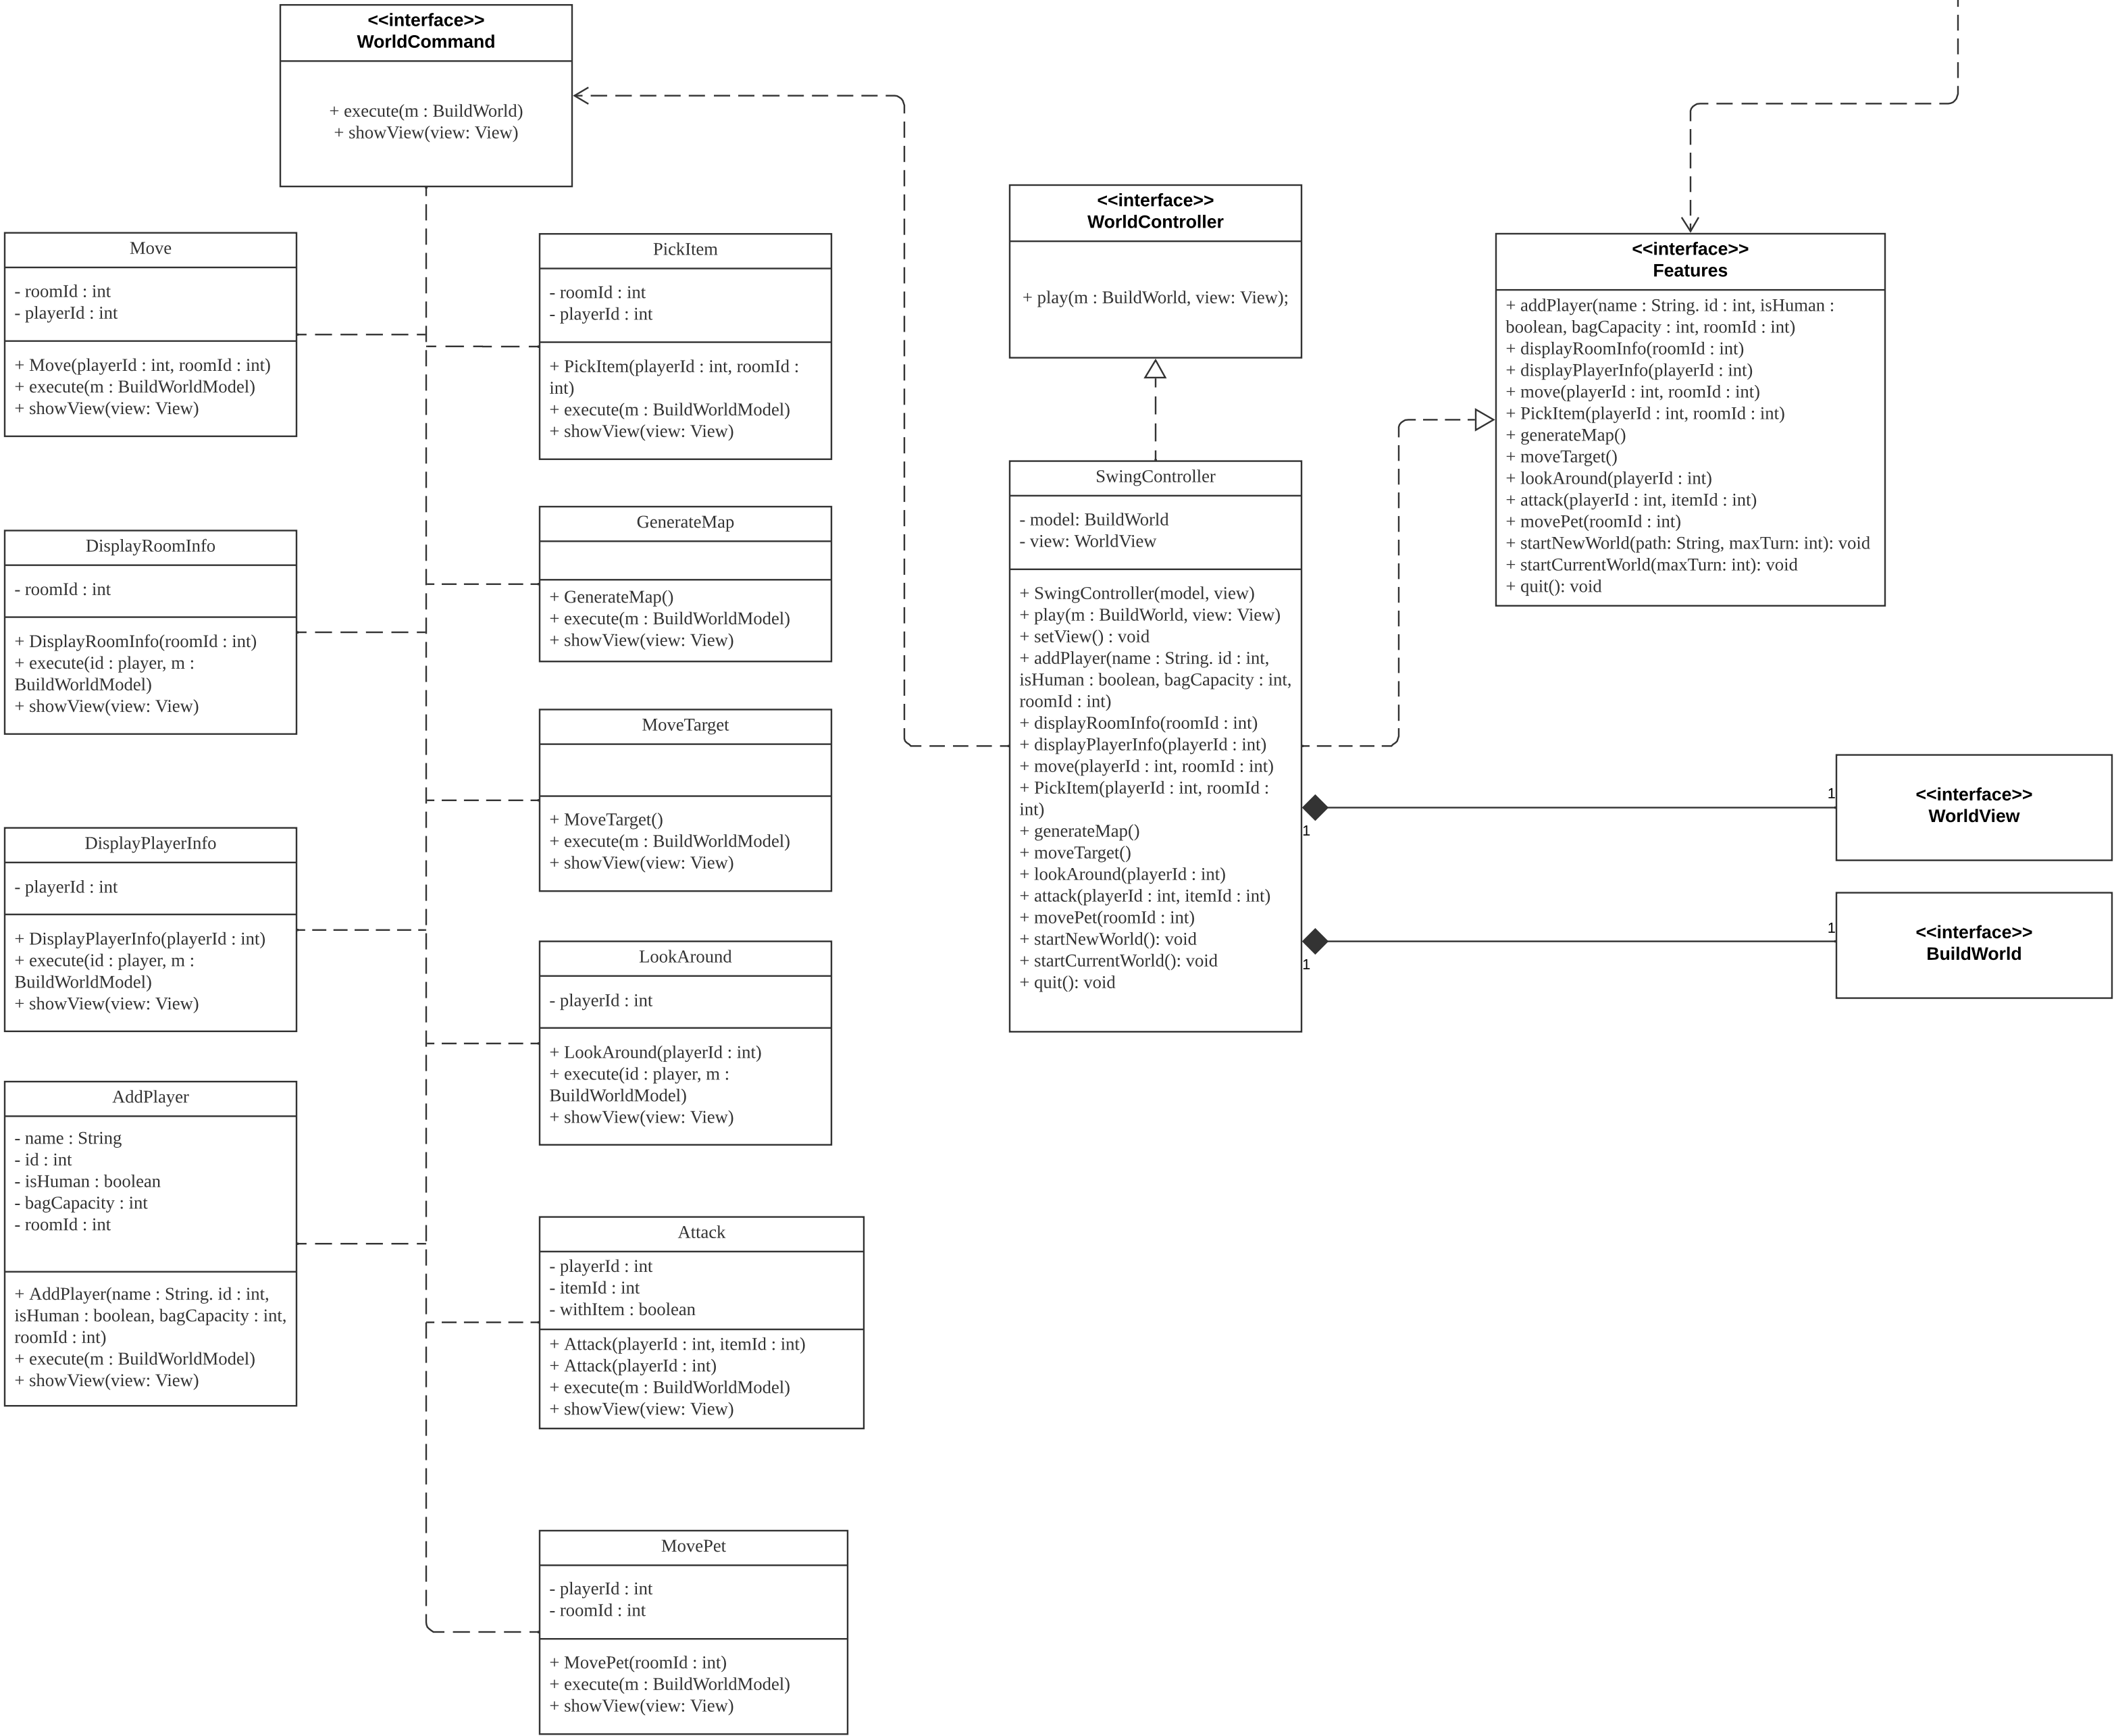 <<interface>>
WorldCommand
+ execute(m : BuildWorld)
+ showView(view: View)
Move
- roomId : int
- playerId : int
+ Move(playerId : int, roomId : int)
+ execute(m : BuildWorldModel)
+ showView(view: View)
DisplayRoomInfo
- roomId : int
+ DisplayRoomInfo(roomId : int)
+ execute(id : player, m :
BuildWorldModel)
+ showView(view: View)
DisplayPlayerInfo
- playerId : int
+ DisplayPlayerInfo(playerId : int)
+ execute(id : player, m :
BuildWorldModel)
+ showView(view: View)
AddPlayer
- name : String
- id : int
- isHuman : boolean
- bagCapacity : int
- roomId : int
+ AddPlayer(name : String. id : int,
isHuman : boolean, bagCapacity : int,
roomId : int)
+ execute(m : BuildWorldModel)
+ showView(view: View)
PickItem
- roomId : int
- playerId : int
+ PickItem(playerId : int, roomId :
int)
+ execute(m : BuildWorldModel)
+ showView(view: View)
GenerateMap
+ GenerateMap()
+ execute(m : BuildWorldModel)
+ showView(view: View)
MoveTarget
+ MoveTarget()
+ execute(m : BuildWorldModel)
+ showView(view: View)
LookAround
- playerId : int
+ LookAround(playerId : int)
+ execute(id : player, m :
BuildWorldModel)
+ showView(view: View)
Attack
- playerId : int
- itemId : int
- withItem : boolean
+ Attack(playerId : int, itemId : int)
+ Attack(playerId : int)
+ execute(m : BuildWorldModel)
+ showView(view: View)
MovePet
- playerId : int
- roomId : int
+ MovePet(roomId : int)
+ execute(m : BuildWorldModel)
+ showView(view: View)
<<interface>>
WorldController
+ play(m : BuildWorld, view: View);
SwingController
- model: BuildWorld
- view: WorldView
+ SwingController(model, view)
+ play(m : BuildWorld, view: View)
+ setView() : void
+ addPlayer(name : String. id : int,
isHuman : boolean, bagCapacity : int,
roomId : int)
+ displayRoomInfo(roomId : int)
+ displayPlayerInfo(playerId : int)
+ move(playerId : int, roomId : int)
+ PickItem(playerId : int, roomId :
int)
+ generateMap()
+ moveTarget()
+ lookAround(playerId : int)
+ attack(playerId : int, itemId : int)
+ movePet(roomId : int)
+ startNewWorld(): void
+ startCurrentWorld(): void
+ quit(): void
<<interface>>
Features
+ addPlayer(name : String. id : int, isHuman :
boolean, bagCapacity : int, roomId : int)
+ displayRoomInfo(roomId : int)
+ displayPlayerInfo(playerId : int)
+ move(playerId : int, roomId : int)
+ PickItem(playerId : int, roomId : int)
+ generateMap()
+ moveTarget()
+ lookAround(playerId : int)
+ attack(playerId : int, itemId : int)
+ movePet(roomId : int)
+ startNewWorld(path: String, maxTurn: int): void
+ startCurrentWorld(maxTurn: int): void
+ quit(): void
1
1
<<interface>>
WorldView
1
1
<<interface>>
BuildWorld